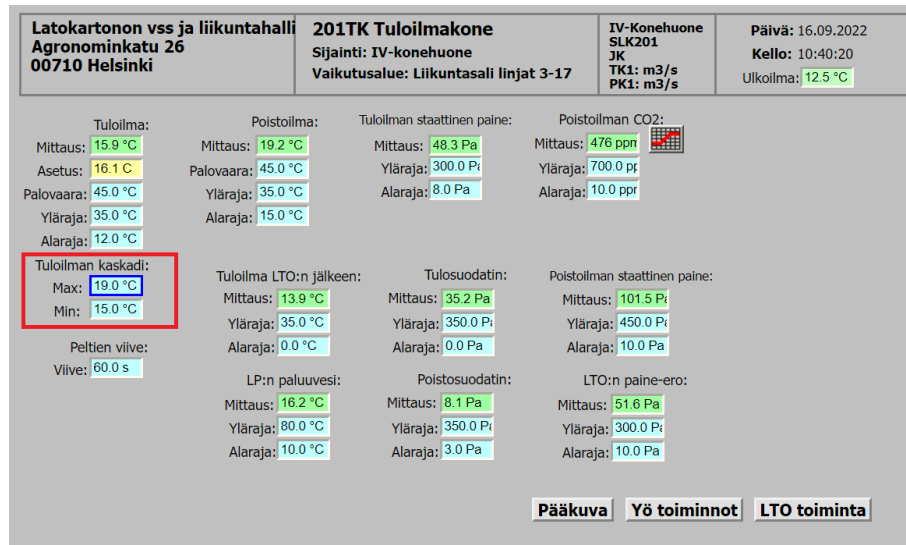 Latokartonon vss ja liikuntahalli
Agronominkatu 26
00710 Helsinki
201TK Tuloilmakone
Sijainti: IV-konehuone
Vaikutusalue: Liikuntasali linjat 3-17
IV-Konehuone
SLK201
JK
TK1: m3/s
PK1: m3/s
Päivä: 16.09.2022
Kello: 10:40:20
Ulkoilma: 12.5 °C
Tuloilma:
Mittaus: 15.9 °C
Asetus: 16.1 C
Palovaara: 45.0 °C
Yläraja: 35.0 °C
Alaraja: 12.0 °C
Poistoilma:
Mittaus: 19.2 °C
Palovaara: 45.0 °C
Yläraja: 35.0 °C
Alaraja: 15.0 °C
Tuloilman staattinen paine:
Mittaus: 48.3 Pa
Yläraja: 300.0 Pa
Alaraja: 8.0 Pa
Poistoilman CO2:
Mittaus: 476 ppm
Yläraja: 700.0 pp
Alaraja: 10.0 ppr
Tuloilman kaskadi:
Max: 19.0 °C
Min: 15.0 °C
Peltien viive:
Viive: 60.0 s
Tuloilma LTO:n jälkeen:
Mittaus: 13.9 °C
Yläraja: 35.0 °C
Alaraja: 0.0 °C
Tulosuodatin:
Mittaus: 35.2 Pa
Yläraja: 350.0 Pa
Alaraja: 0.0 Pa
Poistoilman staattinen paine:
Mittaus: 101.5 Pa
Yläraja: 450.0 Pa
Alaraja: 10.0 Pa
LP:n paluuvesi:
Mittaus: 16.2 °C
Yläraja: 80.0 °C
Alaraja: 10.0 °C
Poistosuodatin:
Mittaus: 8.1 Pa
Yläraja: 350.0 Pa
Alaraja: 3.0 Pa
LTO:n paine-ero:
Mittaus: 51.6 Pa
Yläraja: 300.0 Pa
Alaraja: 10.0 Pa
Pääkuva
Yö toiminnot
LTO toiminta